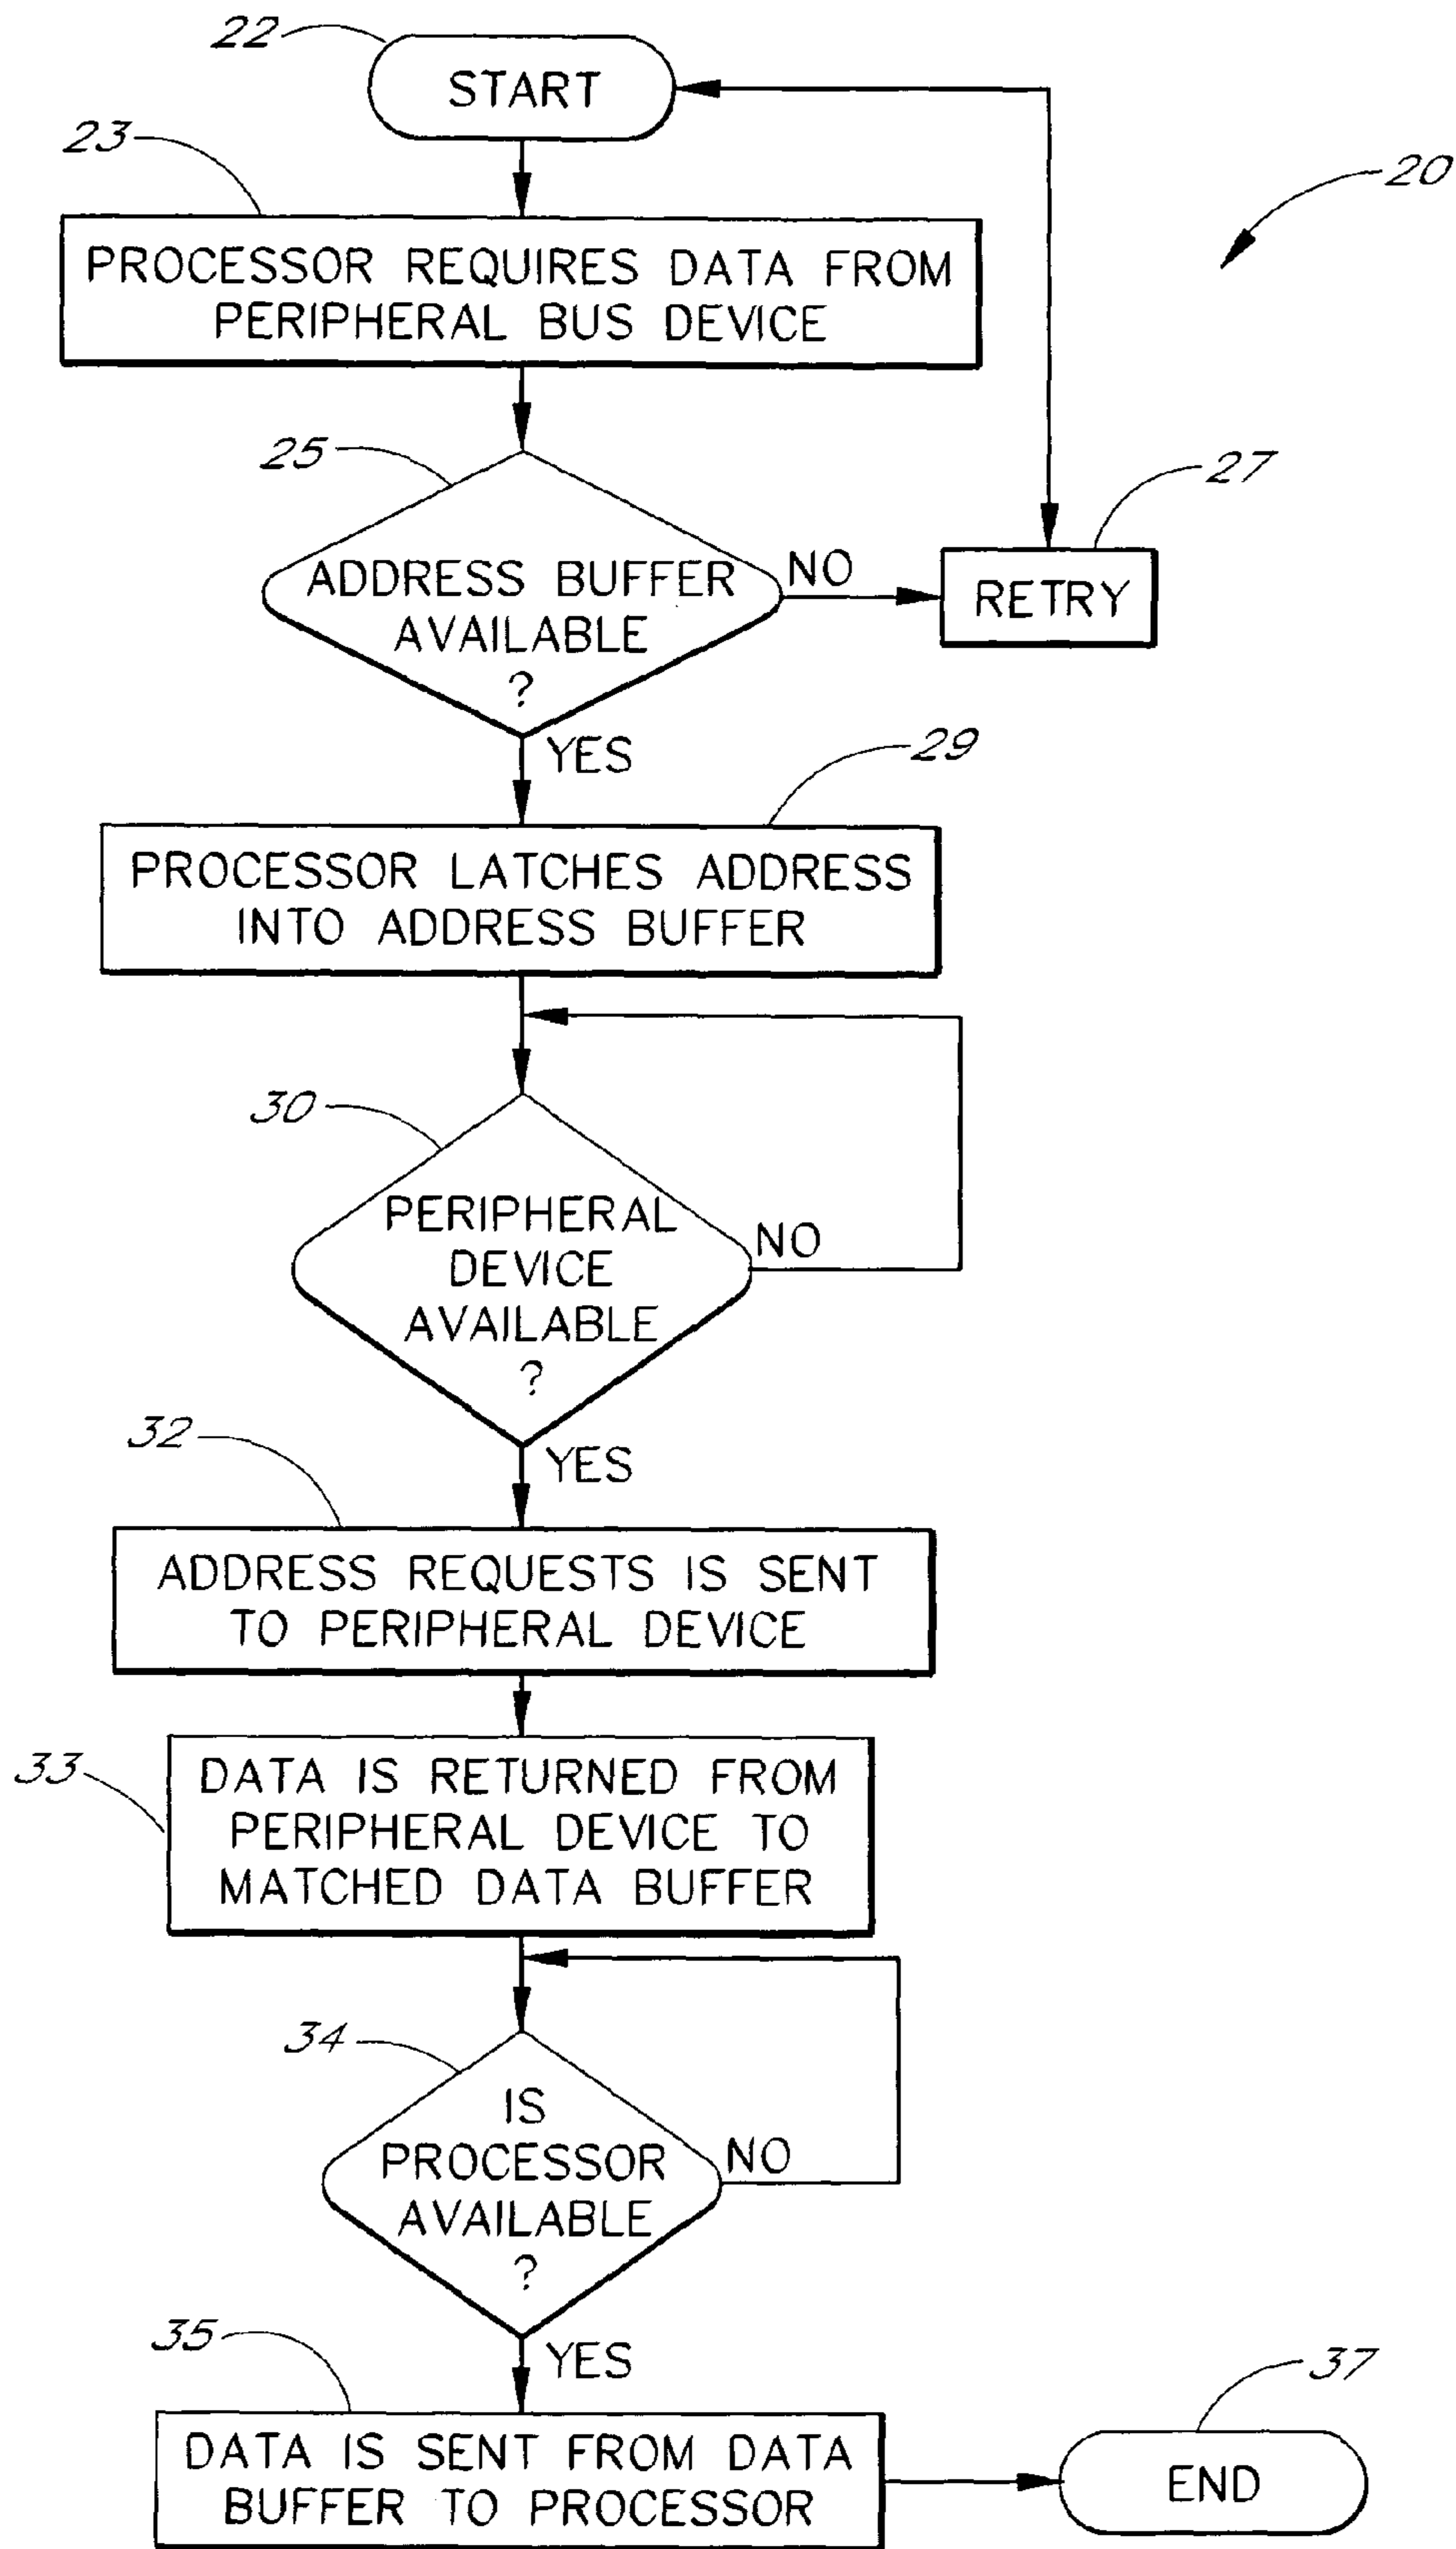 22
START
23
20
PROCESSOR REQUIRES DATA FROM
PERIPHERAL BUS DEVICE
25
27
ADDRESS BUFFER
AVAILABLE
?
NO
RETRY
YES
29
PROCESSOR LATCHES ADDRESS
INTO ADDRESS BUFFER
30
PERIPHERAL
DEVICE
AVAILABLE
?
NO
YES
32
ADDRESS REQUESTS IS SENT
TO PERIPHERAL DEVICE
33
DATA IS RETURNED FROM
PERIPHERAL DEVICE TO
MATCHED DATA BUFFER
34
IS
PROCESSOR
AVAILABLE
?
NO
YES
35
37
DATA IS SENT FROM DATA
BUFFER TO PROCESSOR
END